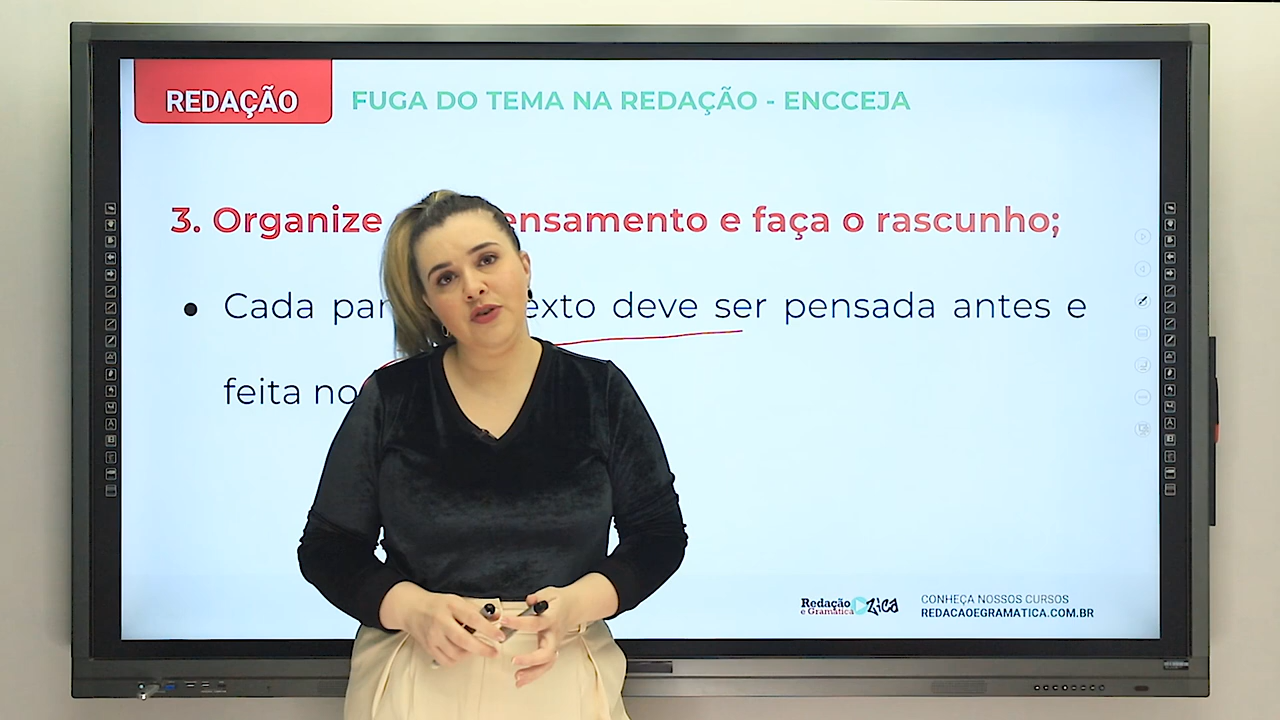 REDAÇÃO
FUGA DO TEMA NA REDAÇÃO - ENCCEJA
3. Organize ensamento e faça o rascunho;
• Cada par exto deve ser pensada antes e
feita no
Redação e Gramática Zica
CONHEÇA NOSSOS CURSOS
REDACAOEGRAMATICA.COM.BR